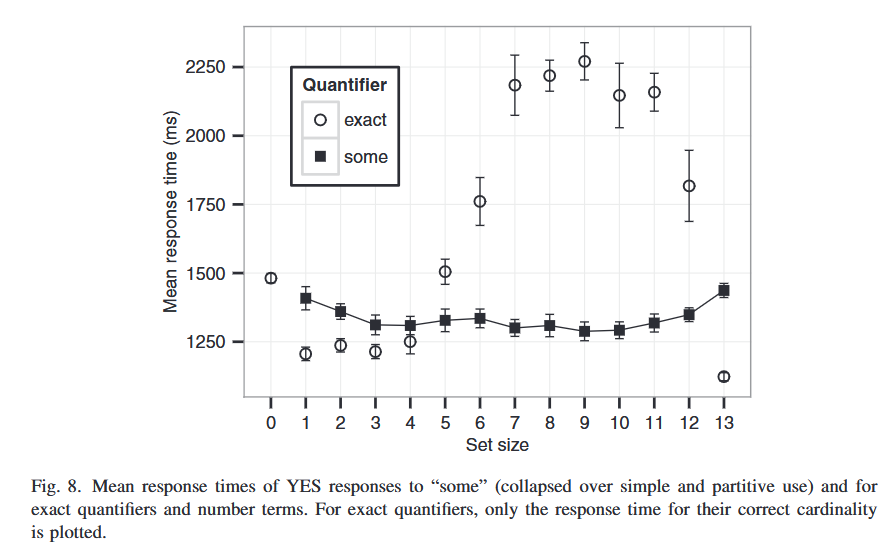 2250
2000
1750
1500
1250
Mean response time (ms)
Quantifier
exact
some
0 1 2 3 4 5 6 7 8 9 10 11 12 13
Set size
Fig. 8. Mean response times of YES responses to “some” (collapsed over simple and partitive use) and for
exact quantifiers and number terms. For exact quantifiers, only the response time for their correct cardinality
is plotted.